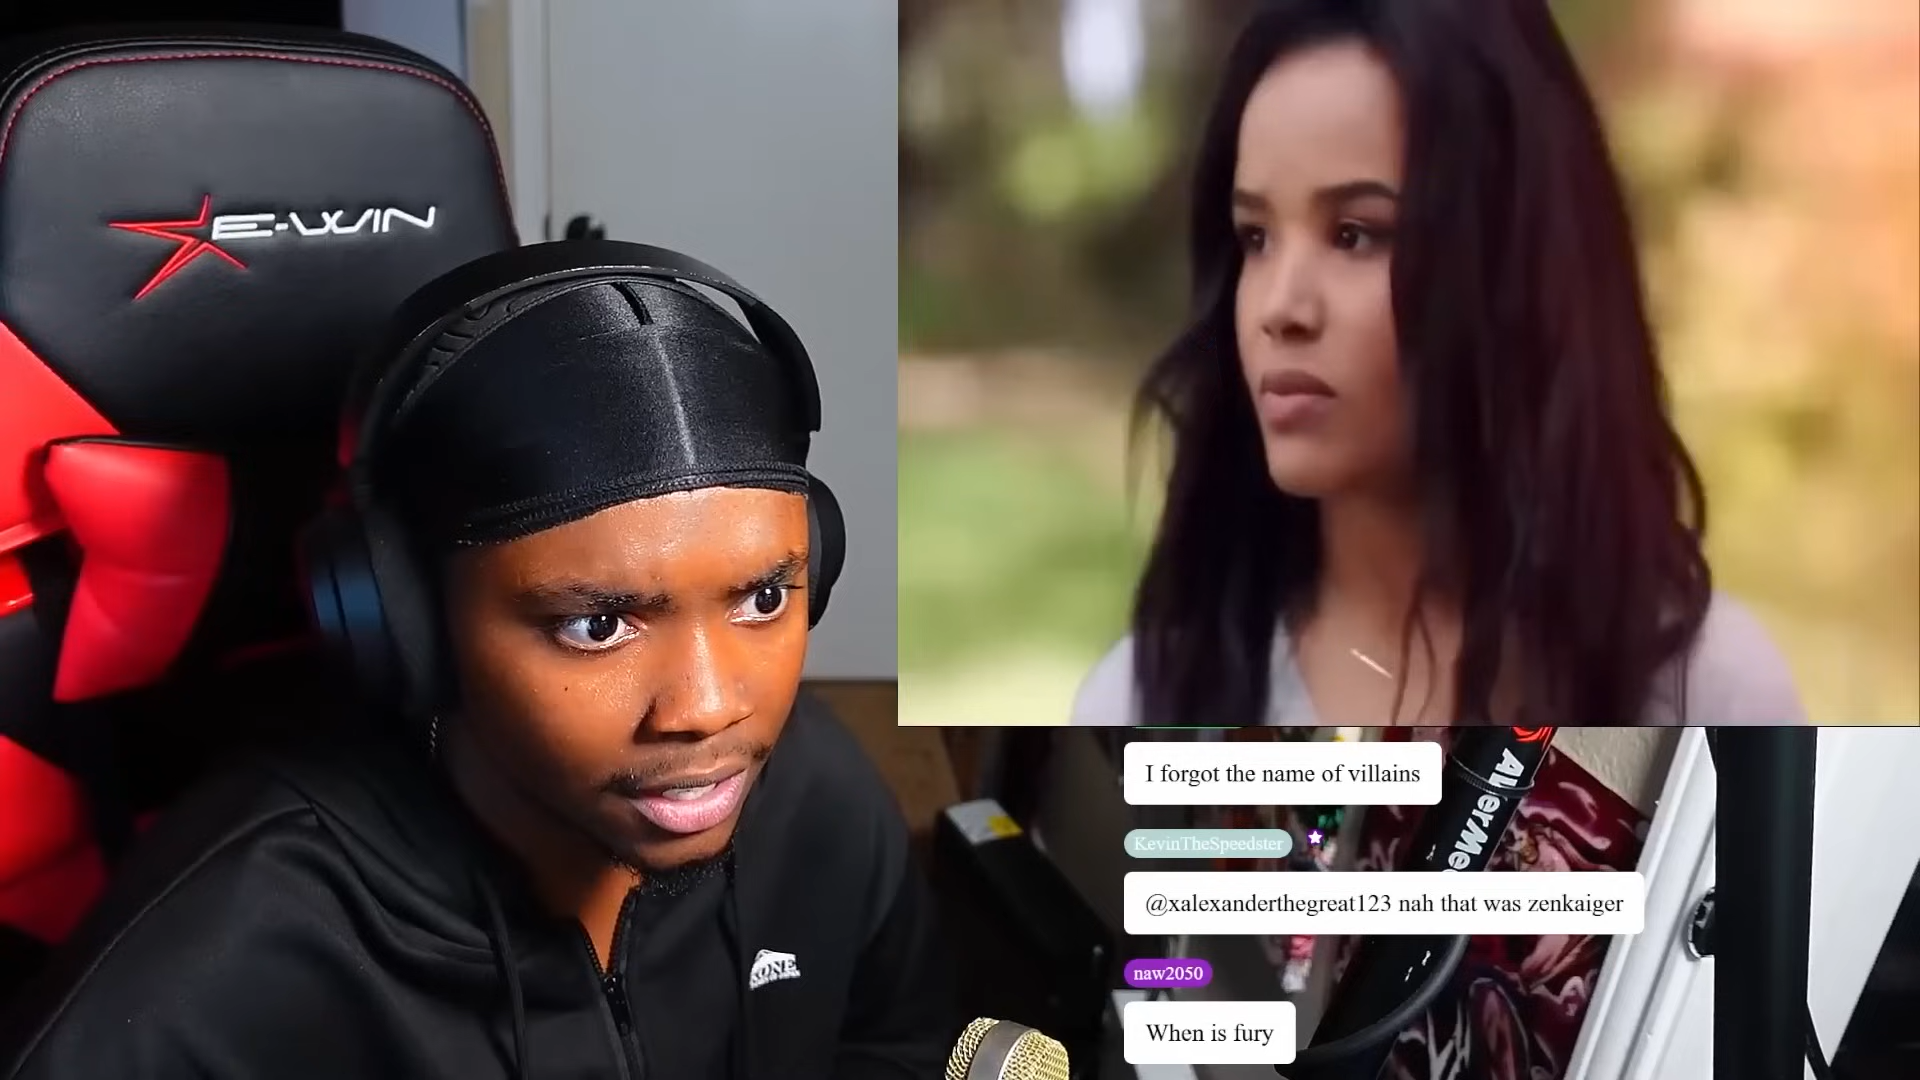 E-WIN
I forgot the name of villains
KevinTheSpeedster
@xalexanderthegreat123 nah that was zenkaiger
naw2050
When is fury